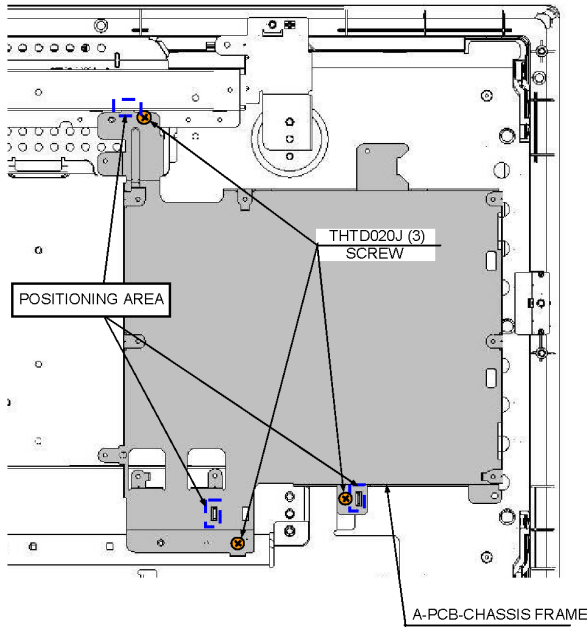 THTD020J (3)
SCREW
POSITIONING AREA
A-PCB-CHASSIS FRAME